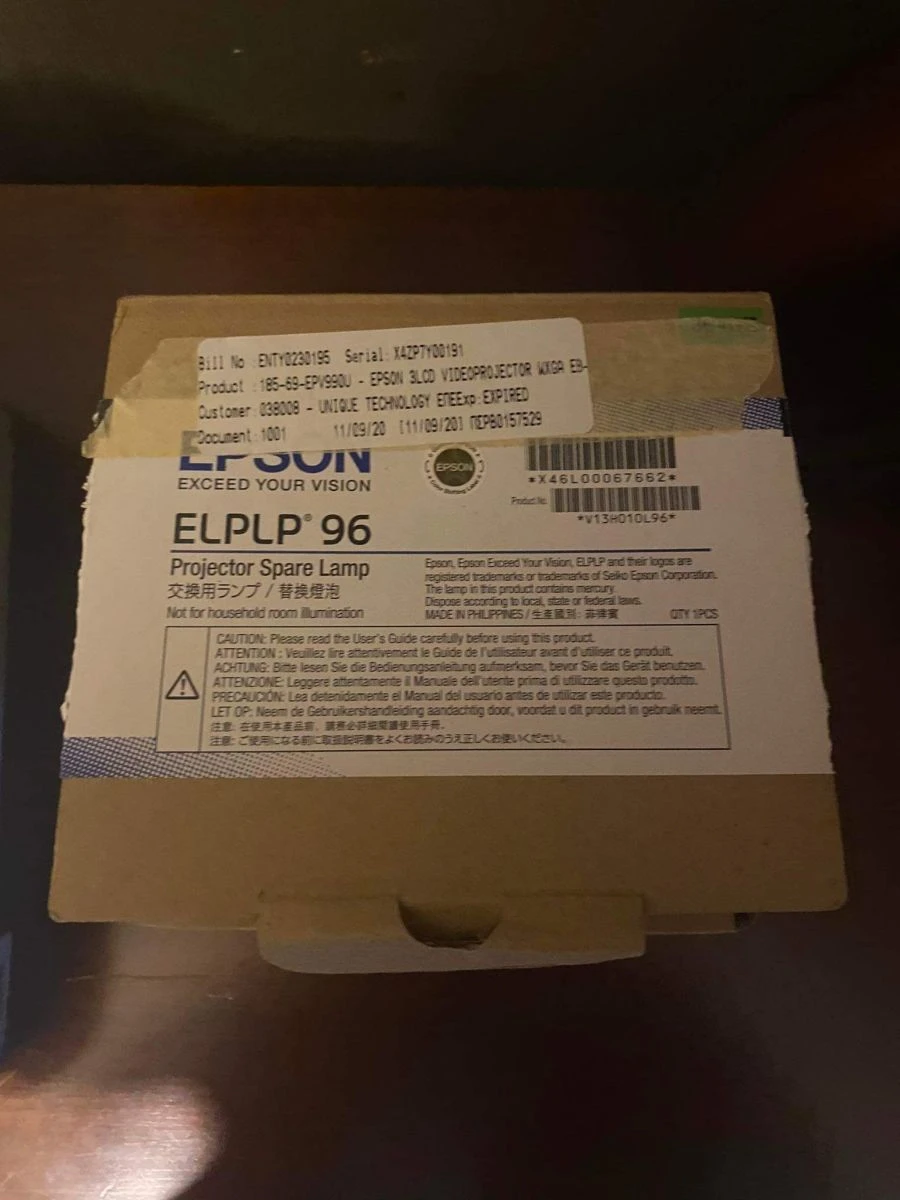 Bill No : ENTY0230195 Serial: X4ZP7Y00191
Product : 185-69-EPV990U - EPSON 3LCD VIDEOPROJECTOR WXGA EB-
Customer: 038008 - UNIQUE TECHNOLOGY ΕΠΕExp: EXPIRED
Document: 1001 11/09/20 [11/09/20] ΠΕΡΒ0157529
EPSON
EXCEED YOUR VISION
EPSON
*X46L00067662*
Product No.
*V13H010L96*
ELPLP® 96
Projector Spare Lamp
交換用ランプ / 替換燈泡
Not for household room illumination
Epson, Epson Exceed Your Vision, ELPLP and their logos are
registered trademarks or trademarks of Seiko Epson Corporation.
The lamp in this product contains mercury.
Dispose according to local, state or federal laws.
MADE IN PHILIPPINES / 生產國別: 菲律賓 QTY 1PCS
CAUTION: Please read the User's Guide carefully before using this product.
ATTENTION : Veuillez lire attentivement le Guide de l'utilisateur avant d'utiliser ce produit.
ACHTUNG: Bitte lesen Sie die Bedienungsanleitung aufmerksam, bevor Sie das Gerät benutzen.
ATTENZIONE: Leggere attentamente il Manuale dell'utente prima di utilizzare questo prodotto.
PRECAUCIÓN: Lea detenidamente el Manual del usuario antes de utilizar este producto.
LET OP: Neem de Gebruikershandleiding aandachtig door, voordat u dit product in gebruik neemt.
注意: 在使用本產品前，請務必詳細閱讀使用手冊。
注意: ご使用になる前に取扱説明書をよくお読みのうえ正しくお使いください。